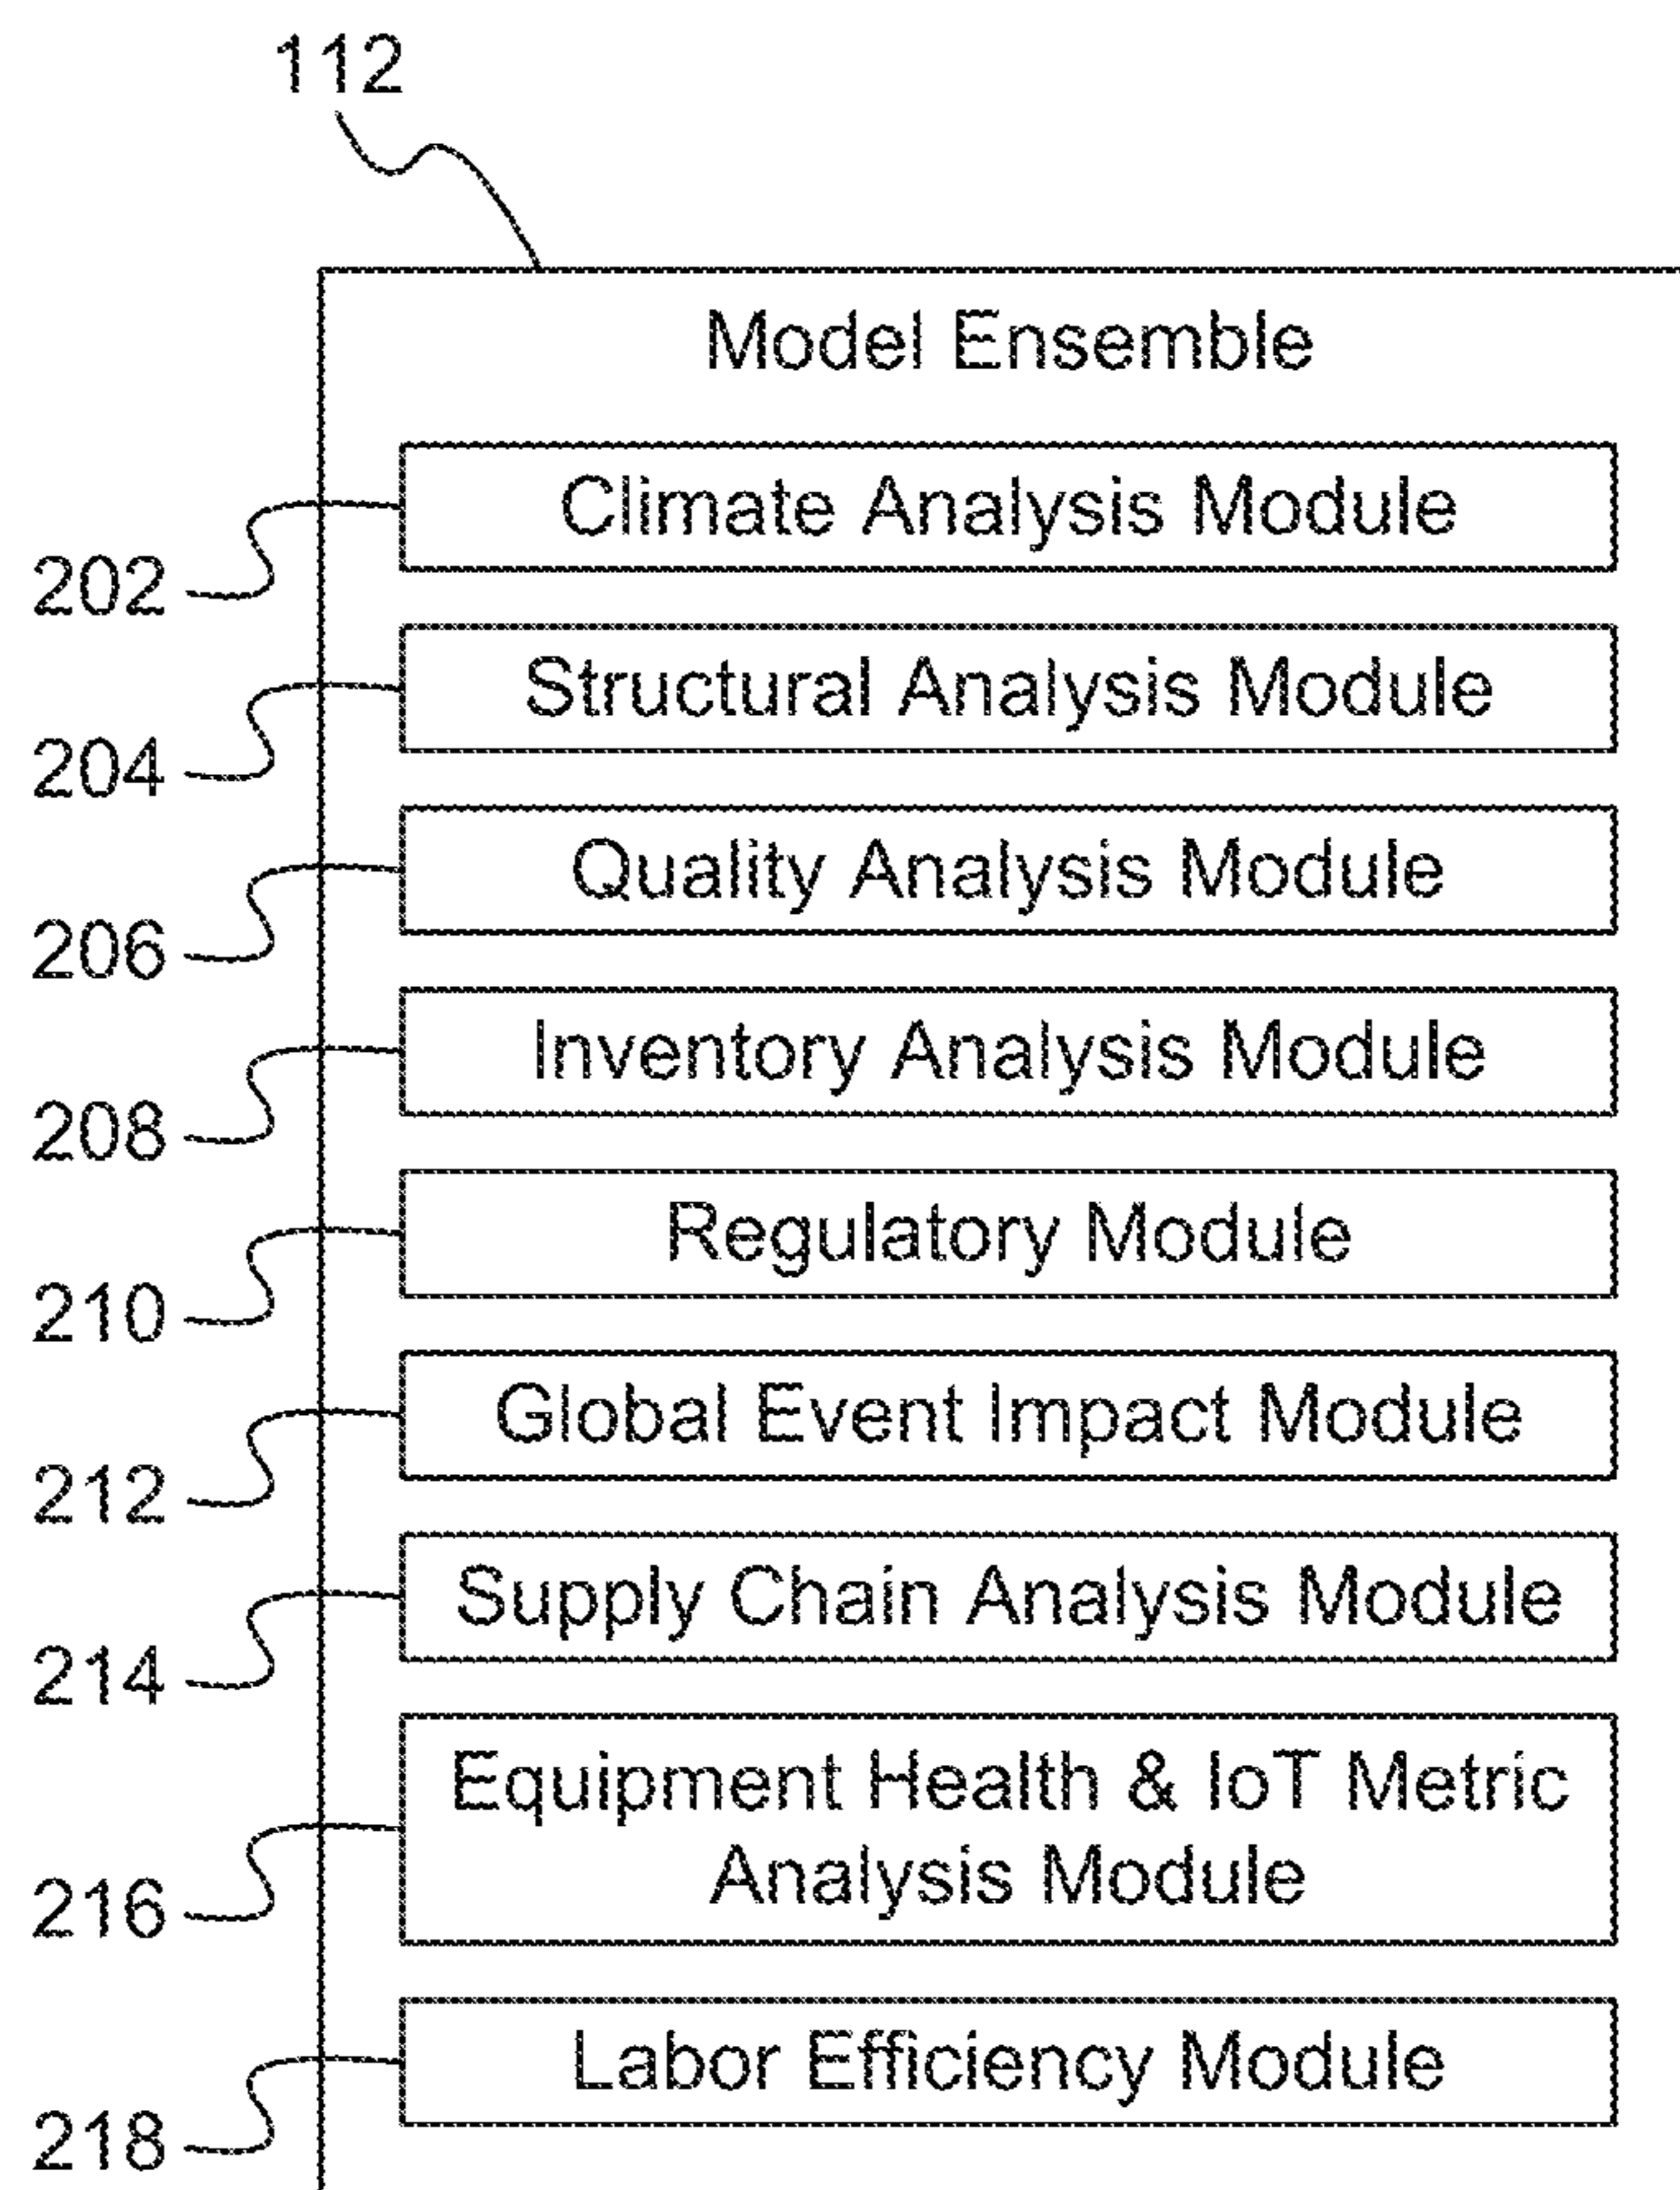 112
Model Ensemble
Climate Analysis Module
202
Structural Analysis Module
204
Quality Analysis Module
206
Inventory Analysis Module
208
Regulatory Module
210
Global Event Impact Module
212
Supply Chain Analysis Module
214
Equipment Health & IoT Metric
Analysis Module
216
Labor Efficiency Module
218